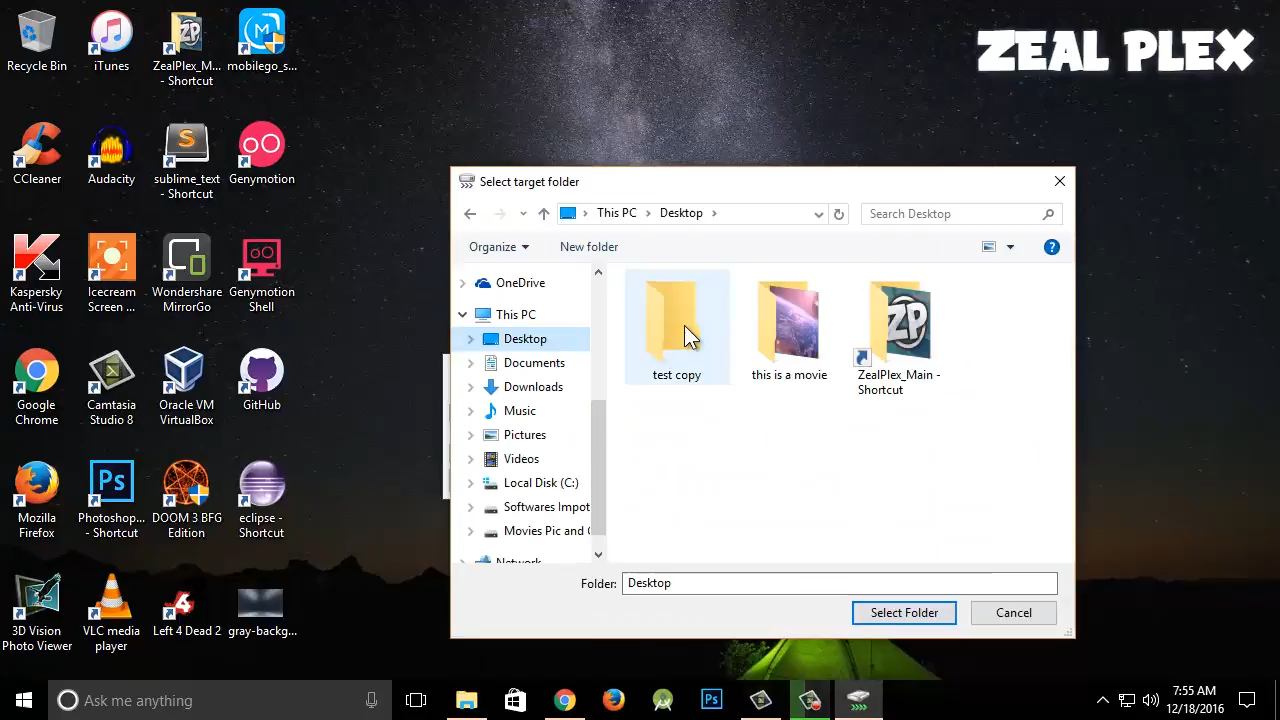 ZEAL PLEX
Recycle Bin
iTunes
ZealPlex_M...
- Shortcut
mobilego_s...
CCleaner
Audacity
sublime_text
- Shortcut
Genymotion
Kaspersky
Anti-Virus
Icecream
Screen ...
Wondershare
MirrorGo
Genymotion
Shell
Google
Chrome
Camtasia
Studio 8
Oracle VM
VirtualBox
GitHub
Mozilla
Firefox
Photoshop...
- Shortcut
DOOM 3 BFG
Edition
eclipse -
Shortcut
3D Vision
Photo Viewer
VLC media
player
Left 4 Dead 2
gray-backg...
Select target folder
This PC
Desktop
Search Desktop
Organize
New folder
OneDrive
This PC
Desktop
Documents
Downloads
Music
Pictures
Videos
Local Disk (C:)
Softwares Impot
Movies Pic and
test copy
this is a movie
ZealPlex_Main -
Shortcut
Folder:
Desktop
Select Folder
Cancel
Ask me anything
7:55 AM
12/18/2016